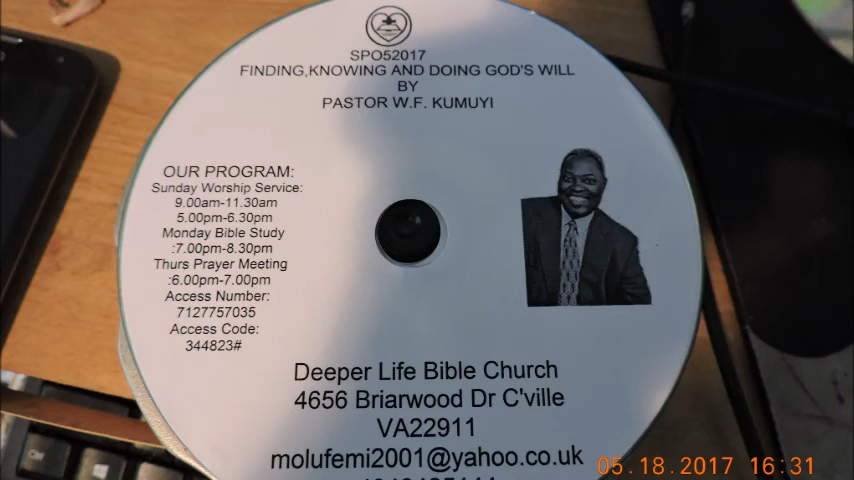 SPO52017
FINDING,KNOWING AND DOING GOD'S WILL
BY
PASTOR W.F. KUMUYI
OUR PROGRAM:
Sunday Worship Service:
9.00am-11.30am
5.00pm-6.30pm
Monday Bible Study
:7.00pm-8.30pm
Thurs Prayer Meeting
:6.00pm-7.00pm
Access Number:
7127757035
Access Code:
344823#
Deeper Life Bible Church
4656 Briarwood Dr C'ville
VA22911
molufemi2001@yahoo.co.uk
05.18.2017 16:31